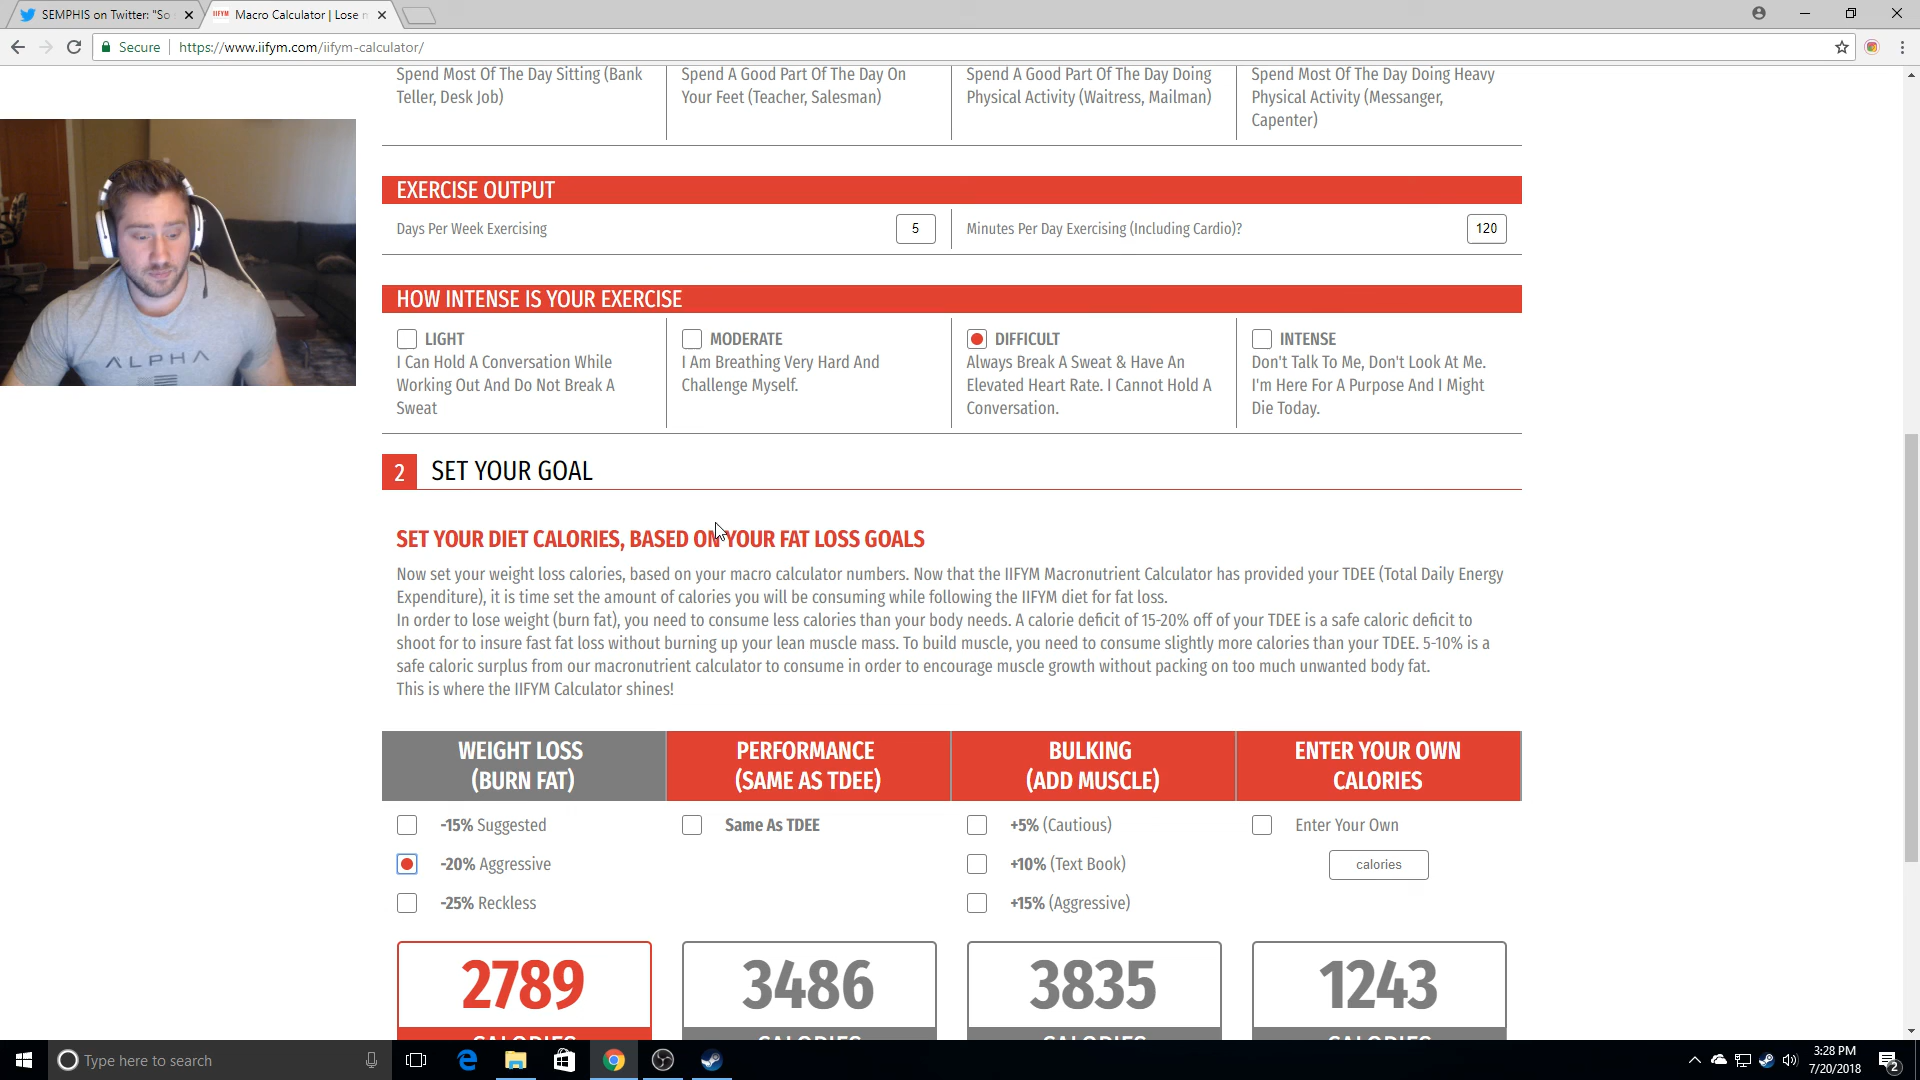 SEMPHIS on Twitter: "So
Macro Calculator | Lose
Secure
https://www.iifym.com/iifym-calculator/
Spend Most Of The Day Sitting (Bank
Teller, Desk Job)
Spend A Good Part Of The Day On
Your Feet (Teacher, Salesman)
Spend A Good Part Of The Day Doing
Physical Activity (Waitress, Mailman)
Spend Most Of The Day Doing Heavy
Physical Activity (Messanger,
Capenter)
ALPHA
EXERCISE OUTPUT
Days Per Week Exercising
5
Minutes Per Day Exercising (Including Cardio)?
120
HOW INTENSE IS YOUR EXERCISE
LIGHT
I Can Hold A Conversation While
Working Out And Do Not Break A
Sweat
MODERATE
I Am Breathing Very Hard And
Challenge Myself.
DIFFICULT
Always Break A Sweat & Have An
Elevated Heart Rate. I Cannot Hold A
Conversation.
INTENSE
Don't Talk To Me, Don't Look At Me.
I'm Here For A Purpose And I Might
Die Today.
2
SET YOUR GOAL
SET YOUR DIET CALORIES, BASED ON YOUR FAT LOSS GOALS
Now set your weight loss calories, based on your macro calculator numbers. Now that the IIFYM Macronutrient Calculator has provided your TDEE (Total Daily Energy
Expenditure), it is time set the amount of calories you will be consuming while following the IIFYM diet for fat loss.
In order to lose weight (burn fat), you need to consume less calories than your body needs. A calorie deficit of 15-20% off of your TDEE is a safe caloric deficit to
shoot for to insure fast fat loss without burning up your lean muscle mass. To build muscle, you need to consume slightly more calories than your TDEE. 5-10% is a
safe caloric surplus from our macronutrient calculator to consume in order to encourage muscle growth without packing on too much unwanted body fat.
This is where the IIFYM Calculator shines!
WEIGHT LOSS
(BURN FAT)
PERFORMANCE
(SAME AS TDEE)
BULKING
(ADD MUSCLE)
ENTER YOUR OWN
CALORIES
-15% Suggested
-20% Aggressive
-25% Reckless
Same As TDEE
+5% (Cautious)
+10% (Text Book)
+15% (Aggressive)
Enter Your Own
calories
2789
CALORIES
3486
CALORIES
3835
CALORIES
1243
CALORIES
Type here to search
3:28 PM
7/20/2018
2